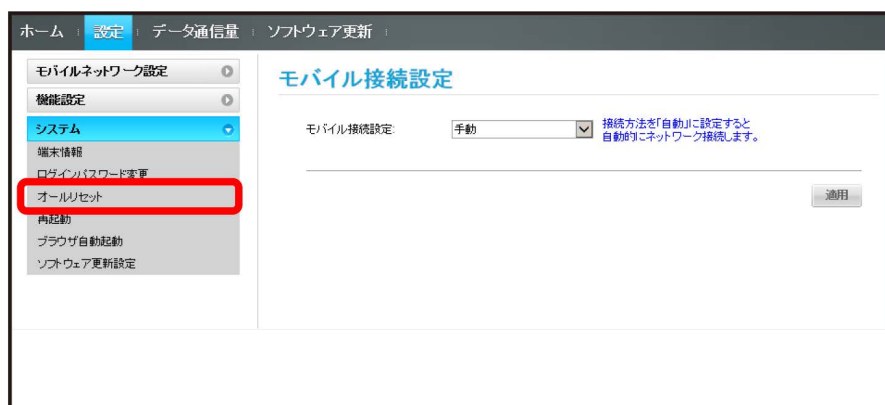 ホーム 設定 データ通信量 ソフトウェア更新
モバイルネットワーク設定
機能設定
システム
端末情報
ログインパスワード変更
オールリセット
再起動
ブラウザ自動起動
ソフトウェア更新設定
モバイル接続設定
モバイル接続設定: 手動
接続方法を「自動」に設定すると
自動的にネットワーク接続します。
適用